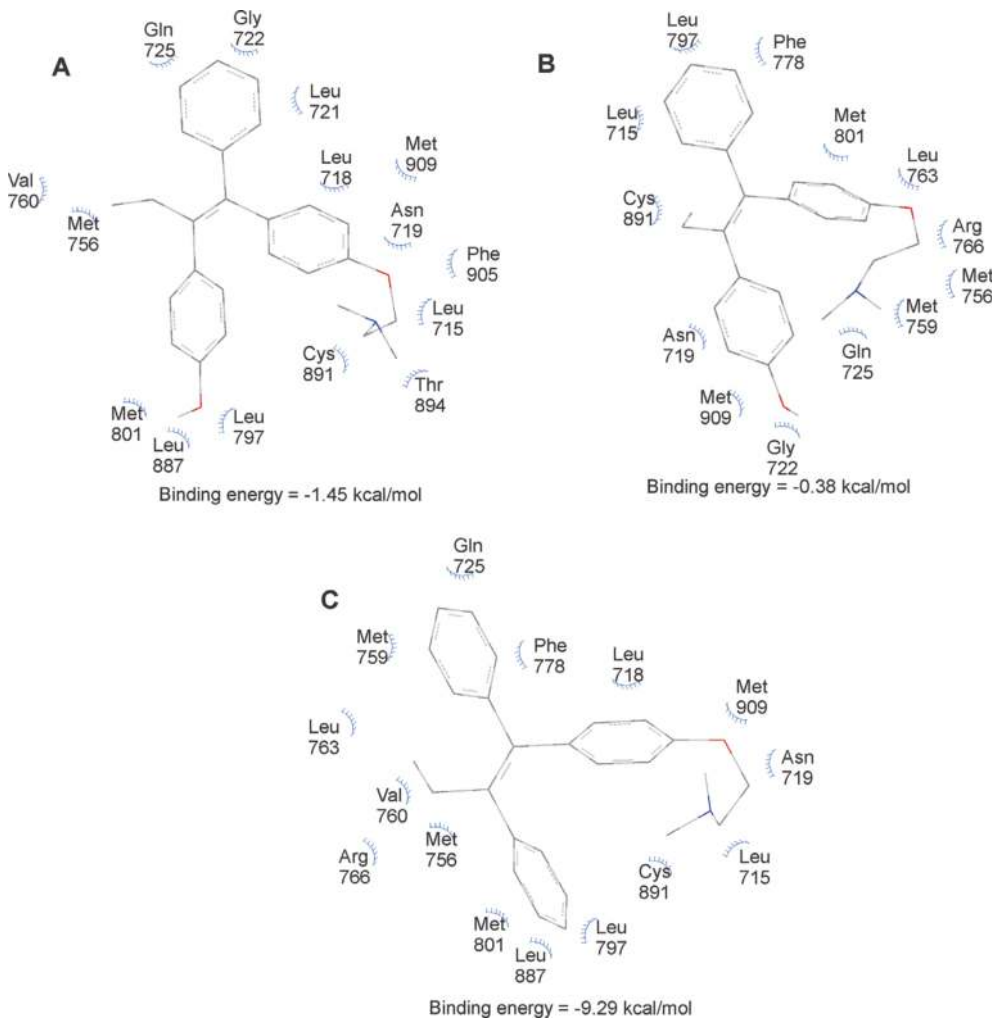 A
Gln
725
Gly
722
Leu
721
Leu
718
Met
909
Val
760
Met
756
Asn
719
Phe
905
Leu
715
Cys
891
Thr
894
Met
801
Leu
887
Leu
797
Binding energy = -1.45 kcal/mol
B
Leu
797
Phe
778
Leu
715
Met
801
Leu
763
Cys
891
Arg
766
Met
756
Met
759
Asn
719
Gln
725
Met
909
Gly
722
Binding energy = -0.38 kcal/mol
C
Gln
725
Met
759
Phe
778
Leu
718
Met
909
Leu
763
Asn
719
Val
760
Met
756
Arg
766
Cys
891
Leu
715
Met
801
Leu
887
Leu
797
Binding energy = -9.29 kcal/mol